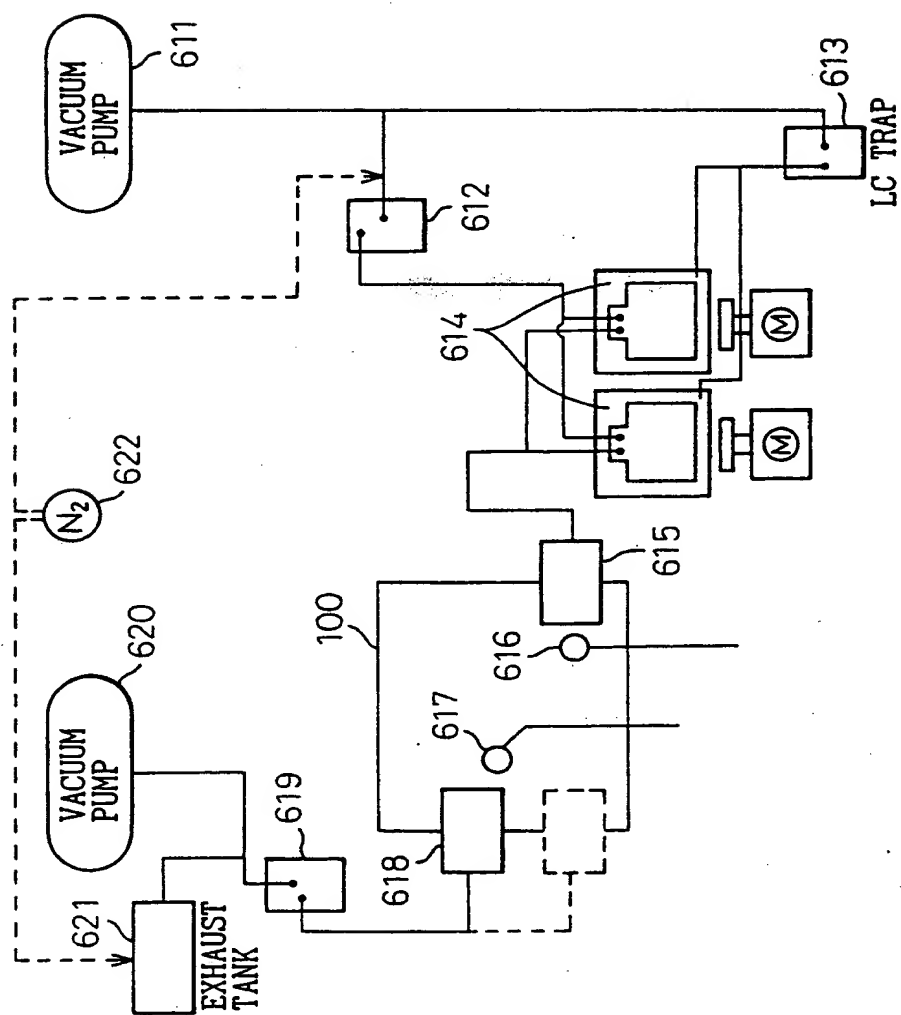 VACUUM
PUMP
611
612
613
LC TRAP
614
M
M
N2
622
615
100
616
617
618
619
VACUUM
PUMP
620
621
EXHAUST
TANK